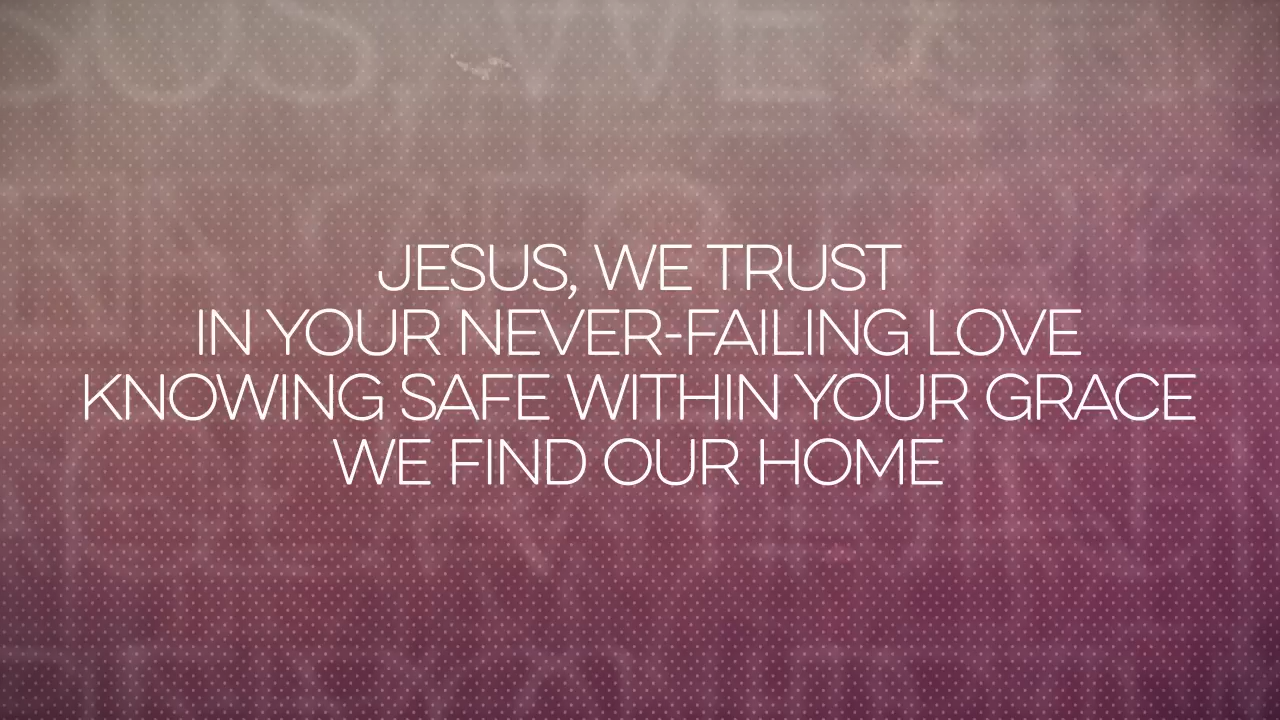 JESUS, WE TRUST
IN YOUR NEVER-FAILING LOVE
KNOWING SAFE WITHIN YOUR GRACE
WE FIND OUR HOME